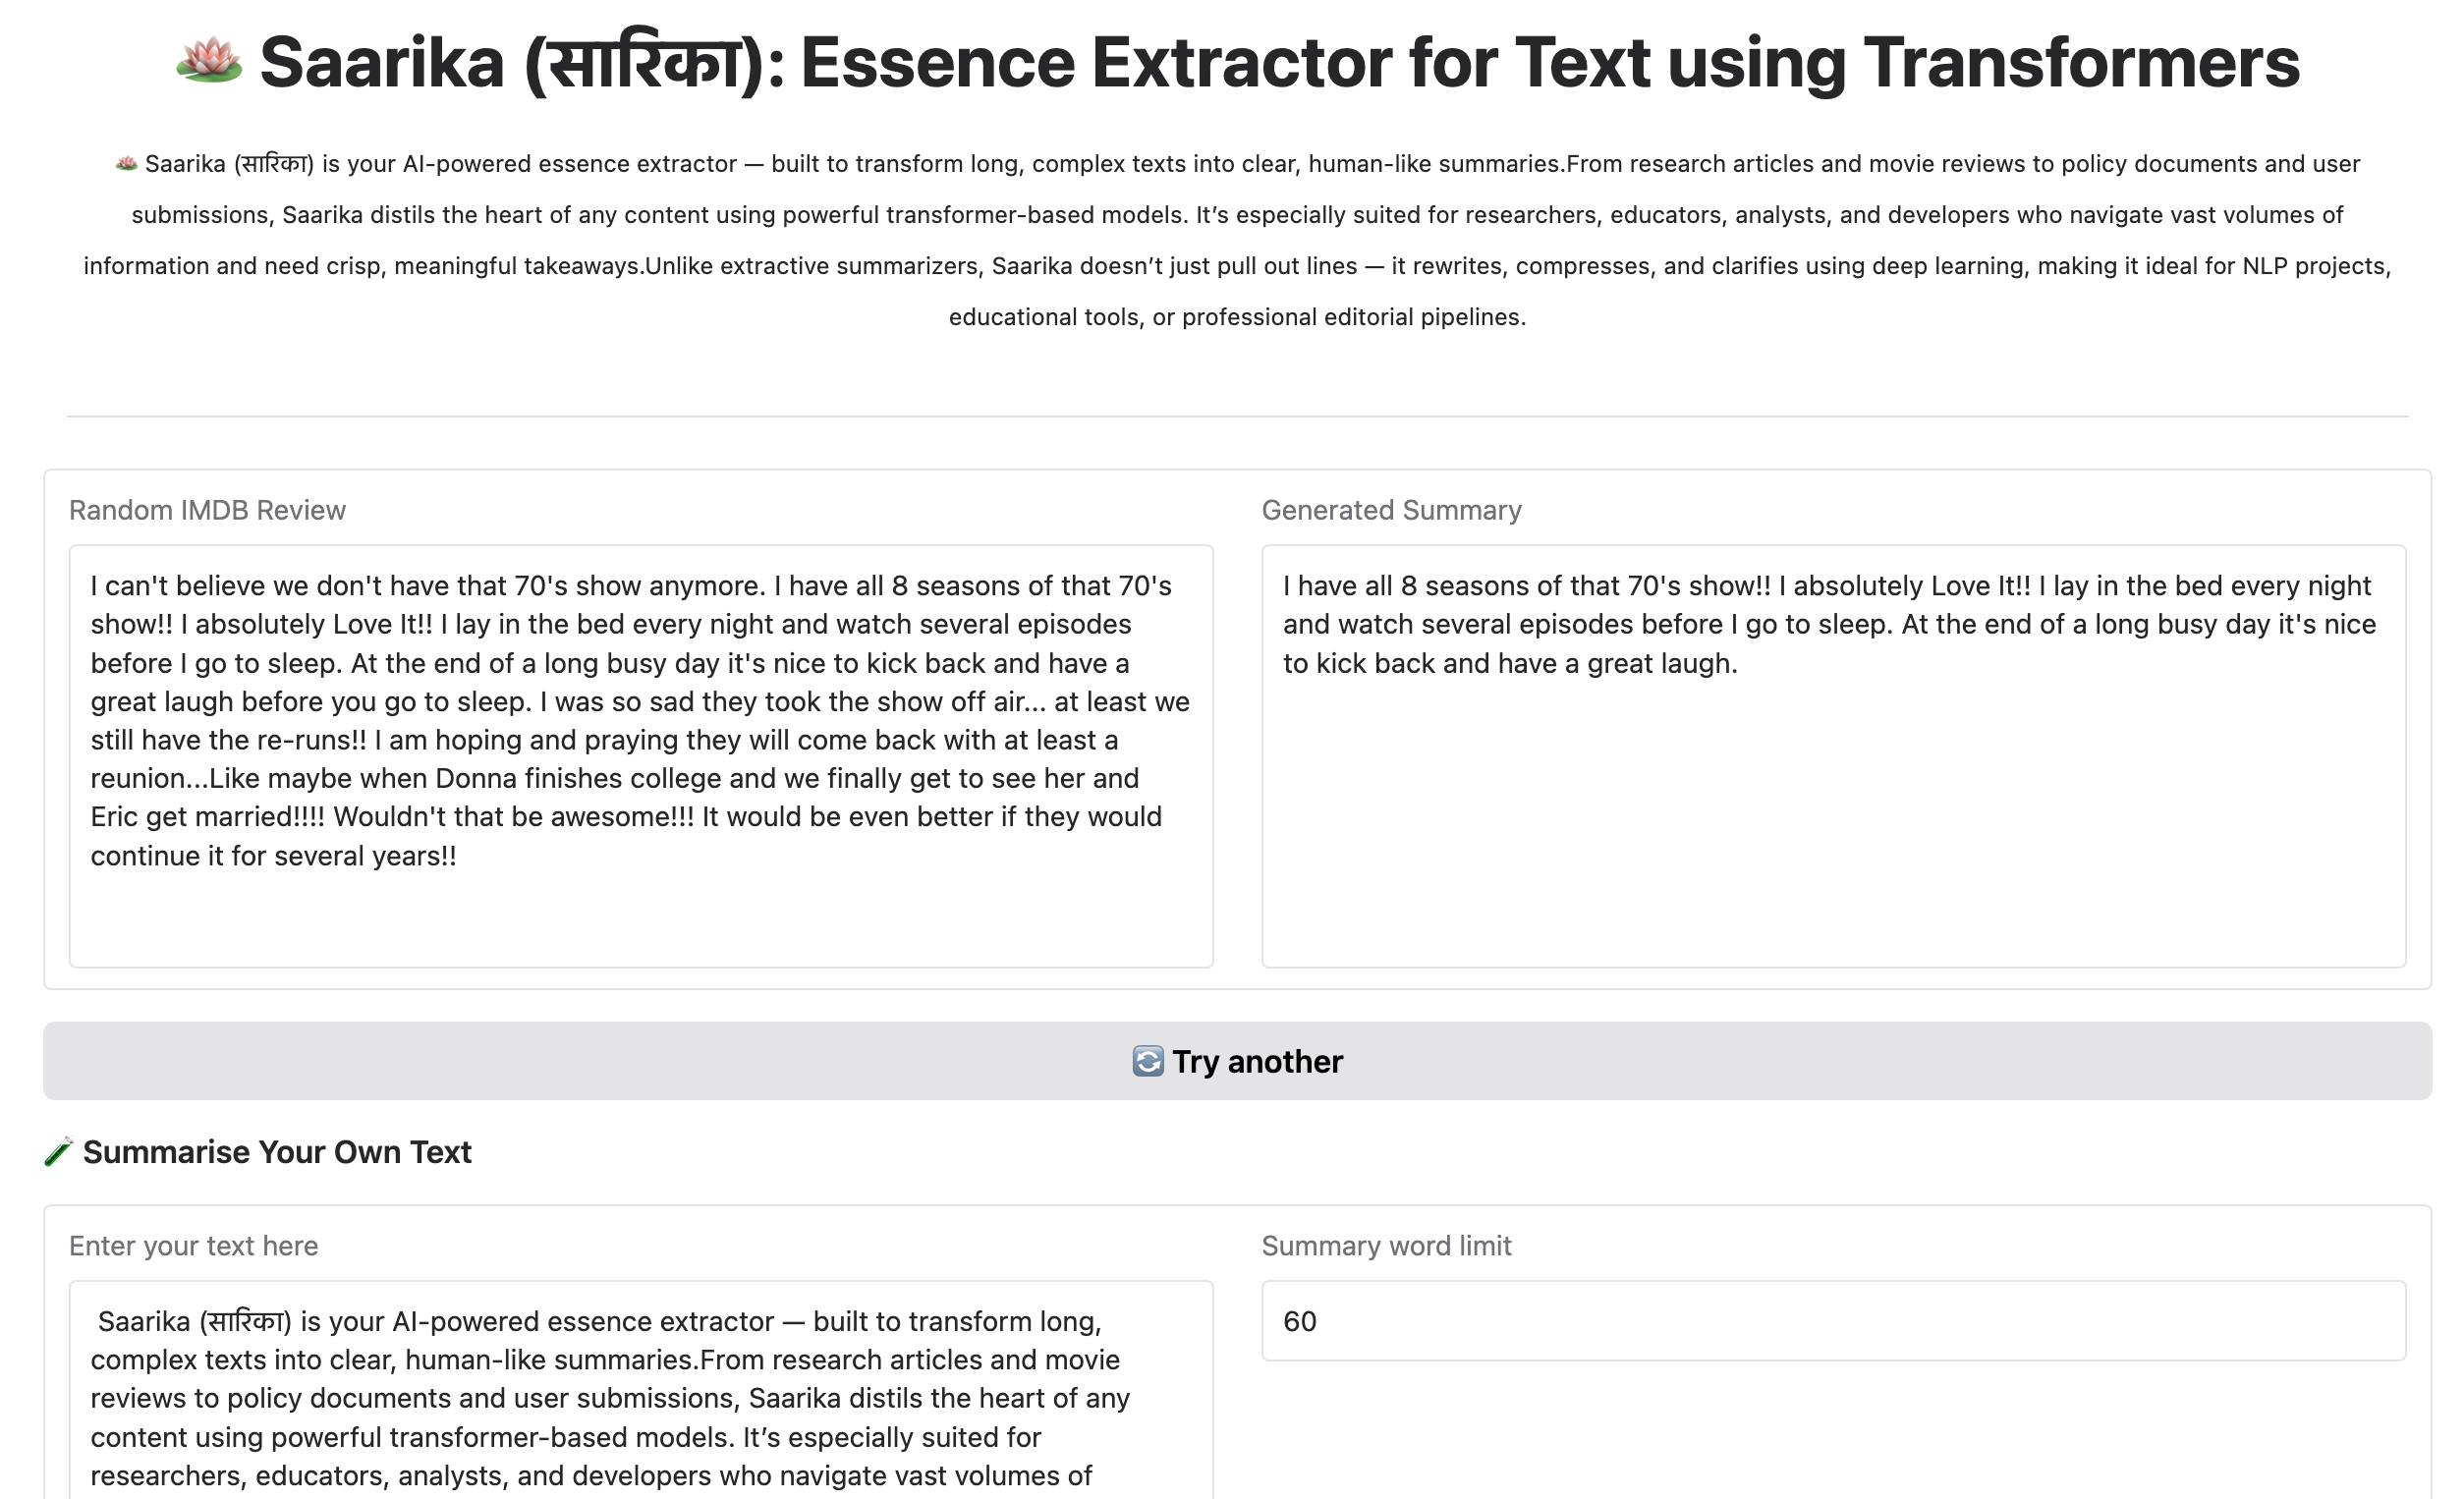 🪷 Saarika (सारिका): Essence Extractor for Text using Transformers
🪷 Saarika (सारिका) is your AI-powered essence extractor — built to transform long, complex texts into clear, human-like summaries.From research articles and movie reviews to policy documents and user
submissions, Saarika distils the heart of any content using powerful transformer-based models. It’s especially suited for researchers, educators, analysts, and developers who navigate vast volumes of
information and need crisp, meaningful takeaways.Unlike extractive summarizers, Saarika doesn’t just pull out lines — it rewrites, compresses, and clarifies using deep learning, making it ideal for NLP projects,
educational tools, or professional editorial pipelines.
Random IMDB Review
I can't believe we don't have that 70's show anymore. I have all 8 seasons of that 70's
show!! I absolutely Love It!! I lay in the bed every night and watch several episodes
before I go to sleep. At the end of a long busy day it's nice to kick back and have a
great laugh before you go to sleep. I was so sad they took the show off air... at least we
still have the re-runs!! I am hoping and praying they will come back with at least a
reunion...Like maybe when Donna finishes college and we finally get to see her and
Eric get married!!!! Wouldn't that be awesome!!! It would be even better if they would
continue it for several years!!
Generated Summary
I have all 8 seasons of that 70's show!! I absolutely Love It!! I lay in the bed every night
and watch several episodes before I go to sleep. At the end of a long busy day it's nice
to kick back and have a great laugh.
🔄 Try another
🧪 Summarise Your Own Text
Enter your text here
Saarika (सारिका) is your AI-powered essence extractor — built to transform long,
complex texts into clear, human-like summaries.From research articles and movie
reviews to policy documents and user submissions, Saarika distils the heart of any
content using powerful transformer-based models. It’s especially suited for
researchers, educators, analysts, and developers who navigate vast volumes of
Summary word limit
60